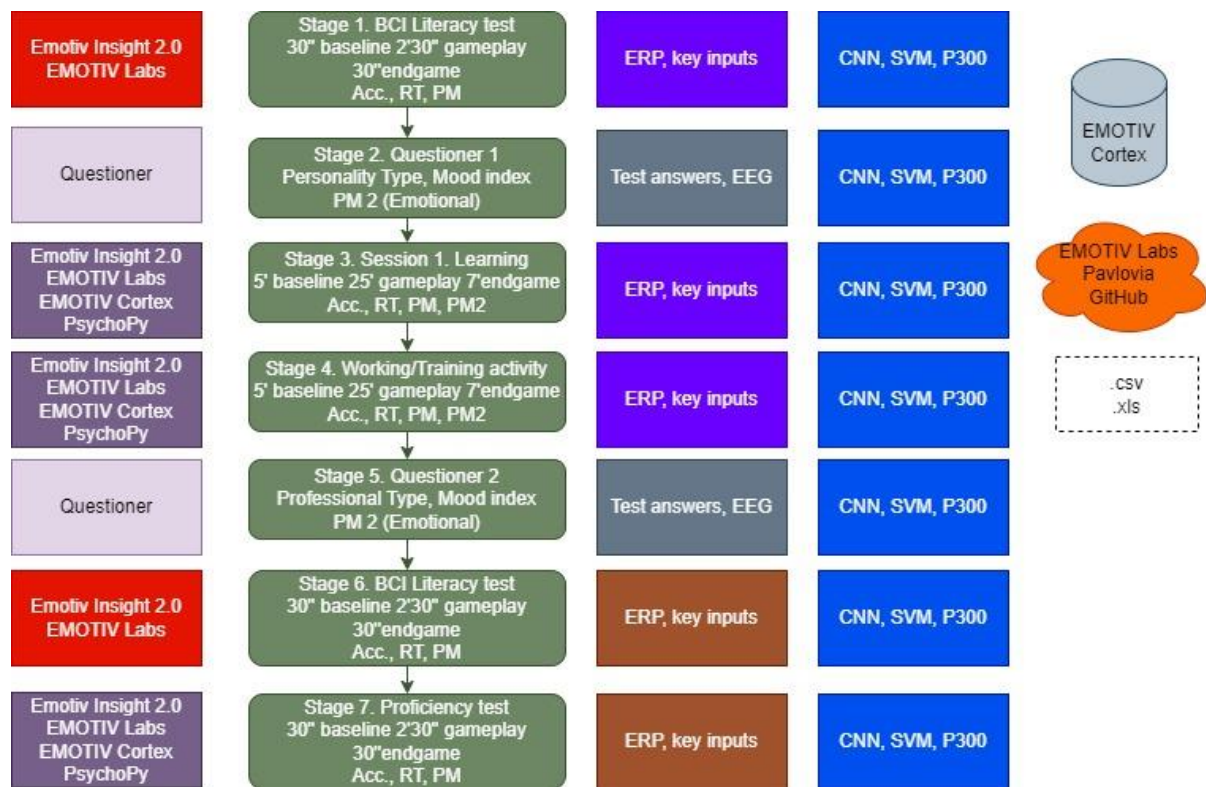 Emotiv Insight 2.0
EMOTIV Labs
Stage 1. BCI Literacy test
30" baseline 2'30" gameplay
30"endgame
Acc., RT, PM
ERP, key inputs
CNN, SVM, P300
EMOTIV
Cortex
Questioner
Stage 2. Questioner 1
Personality Type, Mood index
PM 2 (Emotional)
Test answers, EEG
CNN, SVM, P300
Emotiv Insight 2.0
EMOTIV Labs
EMOTIV Cortex
PsychoPy
Stage 3. Session 1. Learning
5' baseline 25' gameplay 7'endgame
Acc., RT, PM, PM2
ERP, key inputs
CNN, SVM, P300
EMOTIV Labs
Pavlovia
GitHub
Emotiv Insight 2.0
EMOTIV Labs
EMOTIV Cortex
PsychoPy
Stage 4. Working/Training activity
5' baseline 25' gameplay 7'endgame
Acc., RT, PM, PM2
ERP, key inputs
CNN, SVM, P300
.csv
.xls
Questioner
Stage 5. Questioner 2
Professional Type, Mood index
PM 2 (Emotional)
Test answers, EEG
CNN, SVM, P300
Emotiv Insight 2.0
EMOTIV Labs
Stage 6. BCI Literacy test
30" baseline 2'30" gameplay
30"endgame
Acc., RT, PM
ERP, key inputs
CNN, SVM, P300
Emotiv Insight 2.0
EMOTIV Labs
EMOTIV Cortex
PsychoPy
Stage 7. Proficiency test
30" baseline 2'30" gameplay
30"endgame
Acc., RT, PM
ERP, key inputs
CNN, SVM, P300